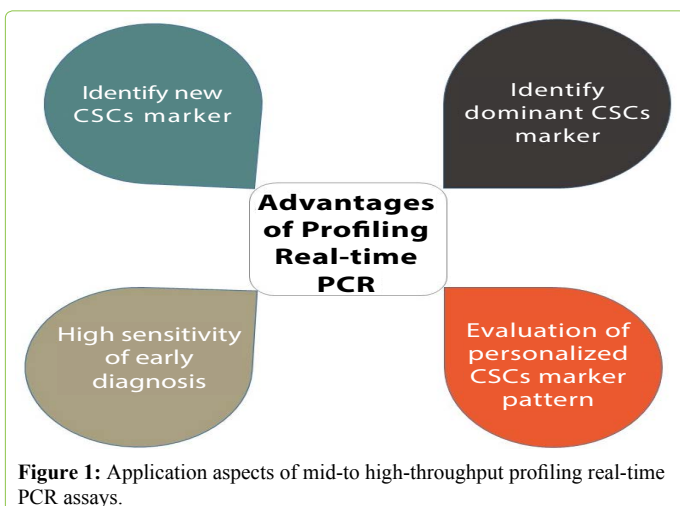 Identify new
CSCs marker
Identify
dominant CSCs
marker
Advantages
of Profiling
Real-time
PCR
High sensitivity
of early
diagnosis
Evaluation of
personalized
CSCs marker
pattern
Figure 1: Application aspects of mid-to high-throughput profiling real-time
PCR assays.